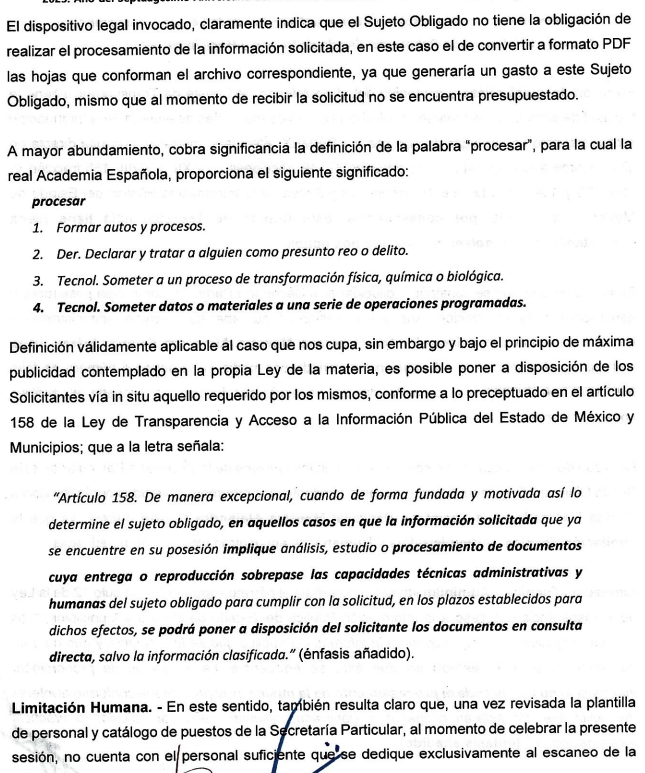 2023. Año del Septuagésimo Aniversario
El dispositivo legal invocado, claramente indica que el Sujeto Obligado no tiene la obligación de
realizar el procesamiento de la información solicitada, en este caso el de convertir a formato PDF
las hojas que conforman el archivo correspondiente, ya que generaría un gasto a este Sujeto
Obligado, mismo que al momento de recibir la solicitud no se encuentra presupuestado.
A mayor abundamiento, cobra significancia la definición de la palabra “procesar”, para la cual la
real Academia Española, proporciona el siguiente significado:
procesar
1. Formar autos y procesos.
2. Der. Declarar y tratar a alguien como presunto reo o delito.
3. Tecnol. Someter a un proceso de transformación física, química o biológica.
4. Tecnol. Someter datos o materiales a una serie de operaciones programadas.
Definición válidamente aplicable al caso que nos cupa, sin embargo y bajo el principio de máxima
publicidad contemplado en la propia Ley de la materia, es posible poner a disposición de los
Solicitantes vía in situ aquello requerido por los mismos, conforme a lo preceptuado en el artículo
158 de la Ley de Transparencia y Acceso a la Información Pública del Estado de México y
Municipios; que a la letra señala:
“Artículo 158. De manera excepcional, cuando de forma fundada y motivada así lo
determine el sujeto obligado, en aquellos casos en que la información solicitada que ya
se encuentre en su posesión implique análisis, estudio o procesamiento de documentos
cuya entrega o reproducción sobrepase las capacidades técnicas administrativas y
humanas del sujeto obligado para cumplir con la solicitud, en los plazos establecidos para
dichos efectos, se podrá poner a disposición del solicitante los documentos en consulta
directa, salvo la información clasificada.” (énfasis añadido).
Limitación Humana. - En este sentido, también resulta claro que, una vez revisada la plantilla
de personal y catálogo de puestos de la Secretaría Particular, al momento de celebrar la presente
sesión, no cuenta con el personal suficiente que se dedique exclusivamente al escaneo de la